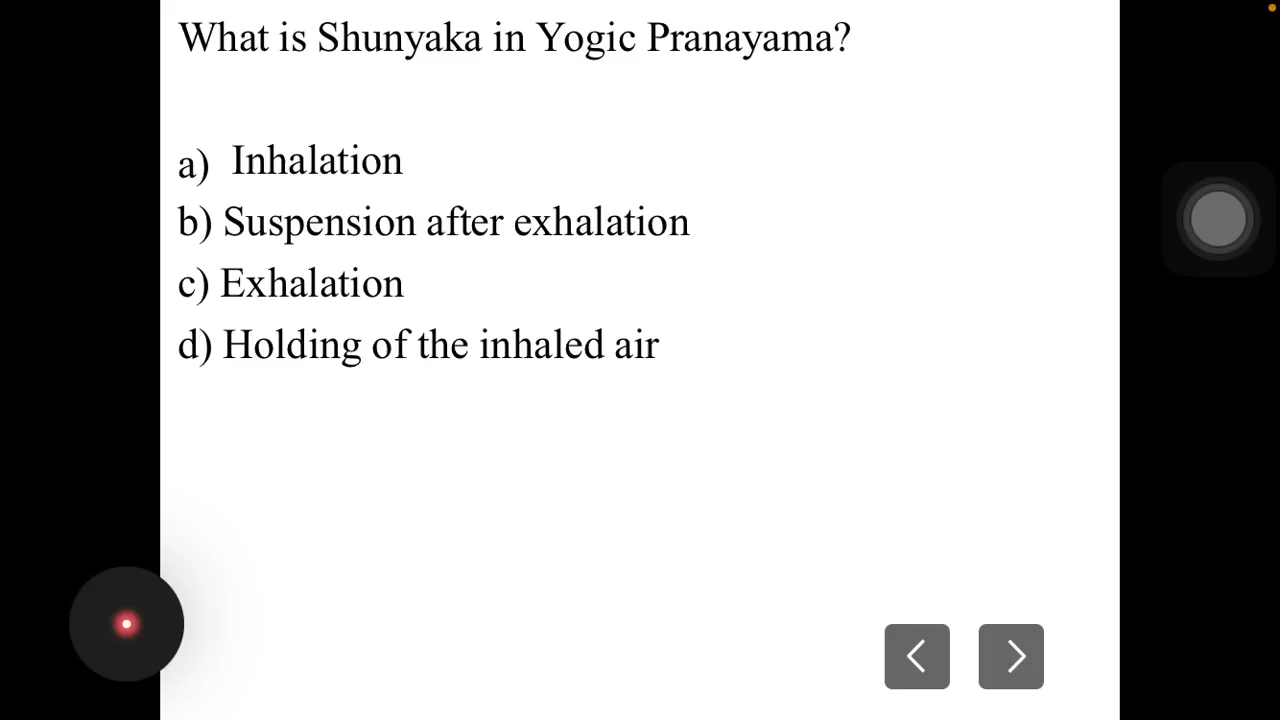 What is Shunyaka in Yogic Pranayama?
a) Inhalation
b) Suspension after exhalation
c) Exhalation
d) Holding of the inhaled air